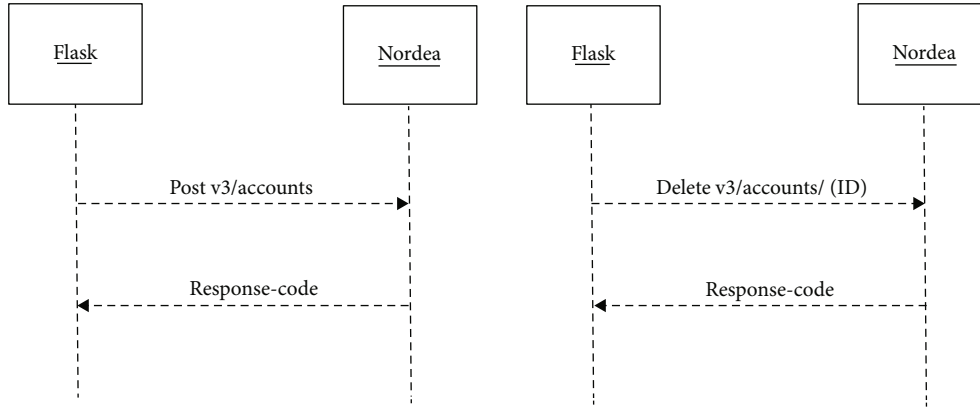 Flask
Nordea
Post v3/accounts
Response-code
Flask
Nordea
Delete v3/accounts/ (ID)
Response-code